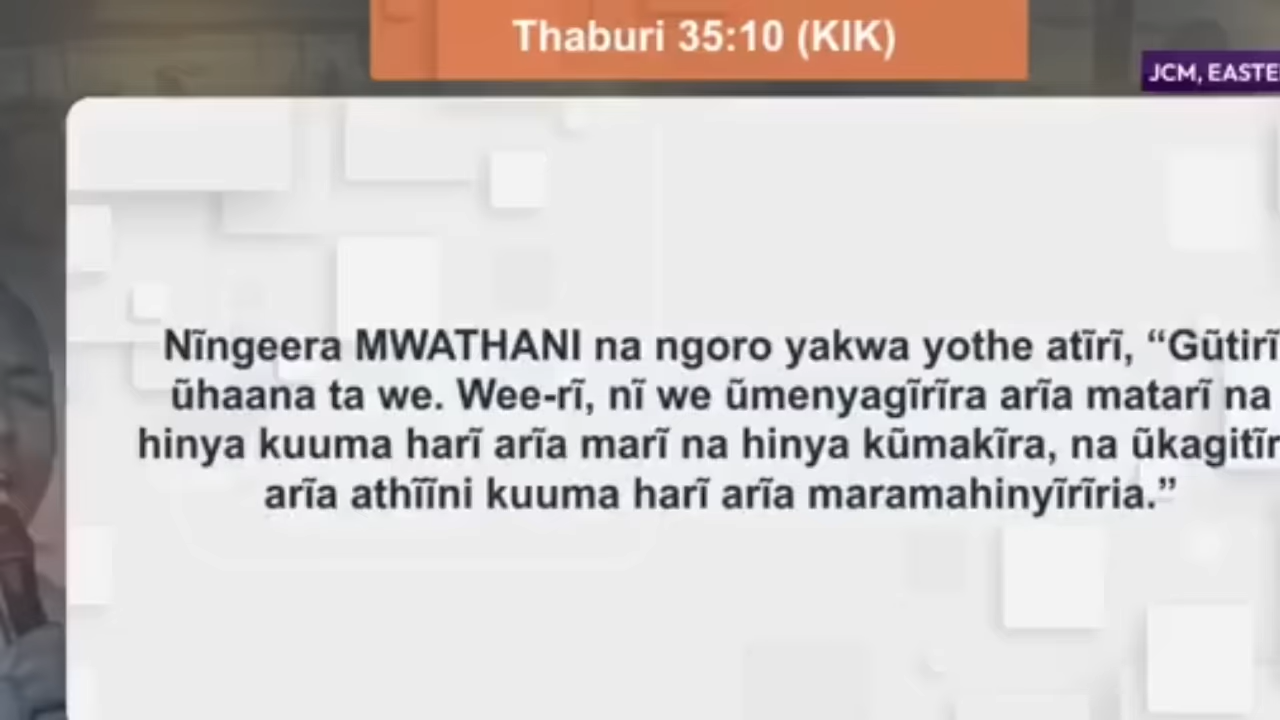 Thaburi 35:10 (KIK)
JCM, EASTE
Nĩngeera MWATHANI na ngoro yakwa yothe atĩrĩ, “Gũtirĩ
ũhaana ta we. Wee-rĩ, nĩ we ũmenyagĩrĩra arĩa matarĩ na
hinya kuuma harĩ arĩa marĩ na hinya kũmakĩra, na ũkagitĩr
arĩa athĩĩni kuuma harĩ arĩa maramahinyĩrĩria.”